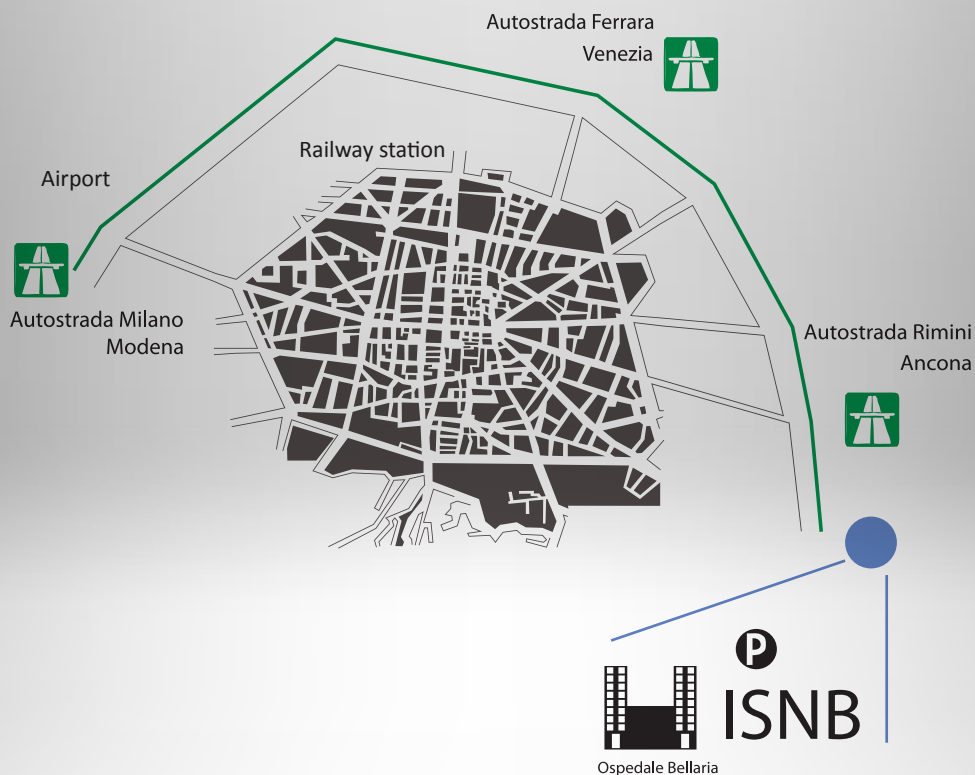 Autostrada Ferrara
Venezia
Railway station
Airport
Autostrada Milano
Modena
Autostrada Rimini
Ancona
P
ISNB
Ospedale Bellaria